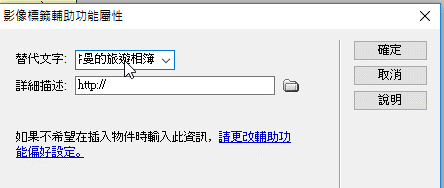 影像標籤輔助功能屬性
替代文字: 曼的旅遊相簿
確定
詳細描述: http://
取消
說明
如果不希望在插入物件時輸入此資訊，請更改輔助功
能偏好設定。